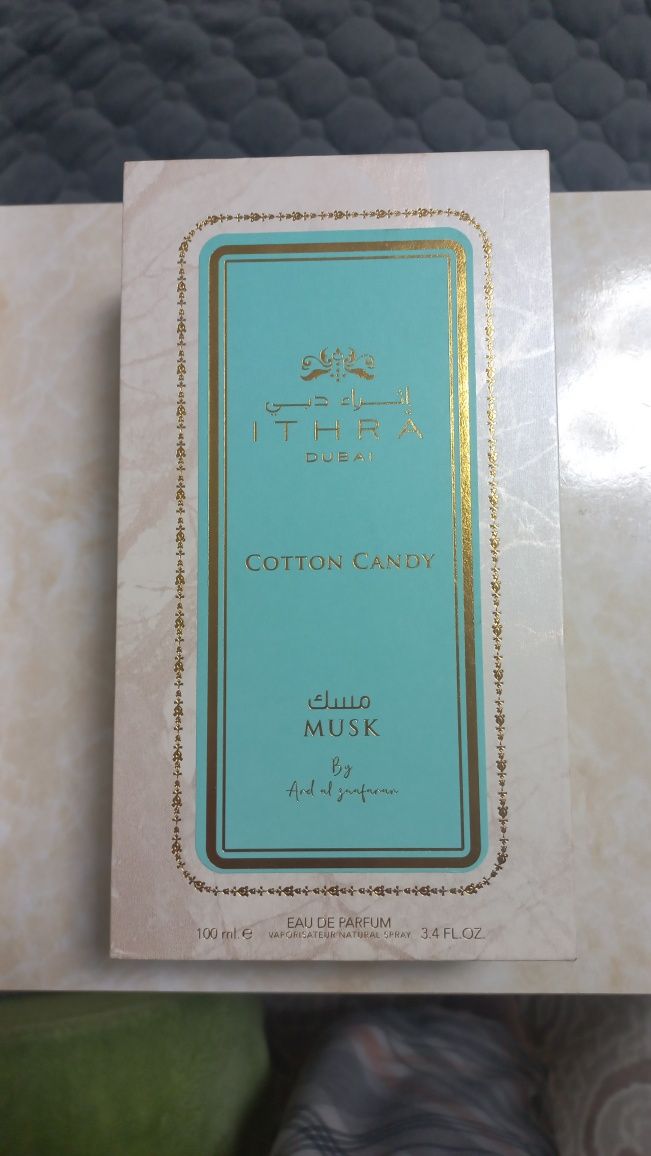 إثراء دبي
ITHRA
DUBAI
COTTON CANDY
مسك
MUSK
By
Ard al zaafaran
EAU DE PARFUM
100 ml.e VAPORISATEUR NATURAL SPRAY 3.4 FL.OZ.